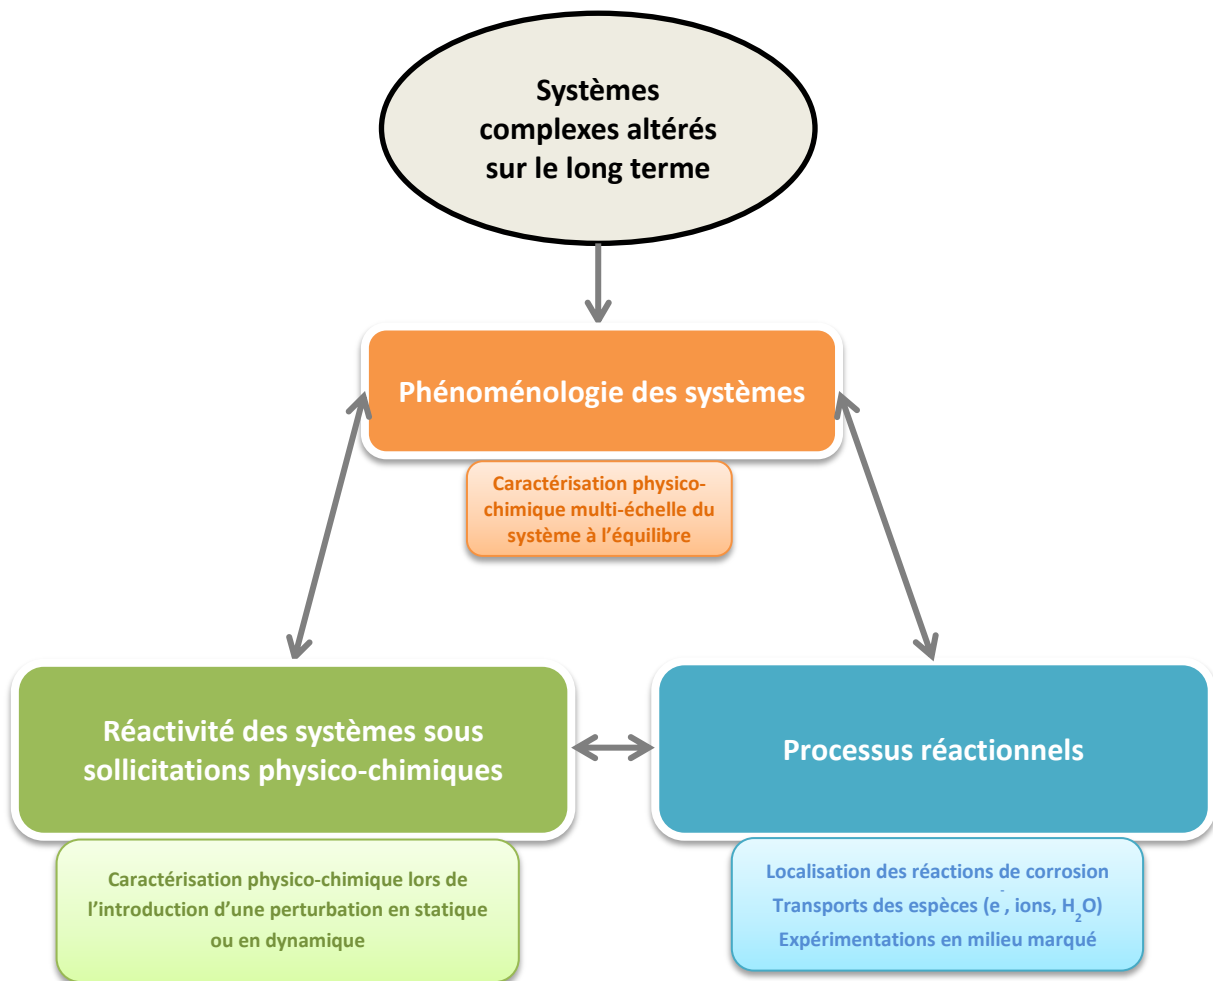 Systèmes
complexes altérés
sur le long terme
Phénoménologie des systèmes
Caractérisation physico-
chimique multi-échelle du
système à l'équilibre
Réactivité des systèmes sous
sollicitations physico-chimiques
Caractérisation physico-chimique lors de
l'introduction d'une perturbation en statique
ou en dynamique
Processus réactionnels
Localisation des réactions de corrosion
Transports des espèces (e⁻, ions, H₂O)
Expérimentations en milieu marqué